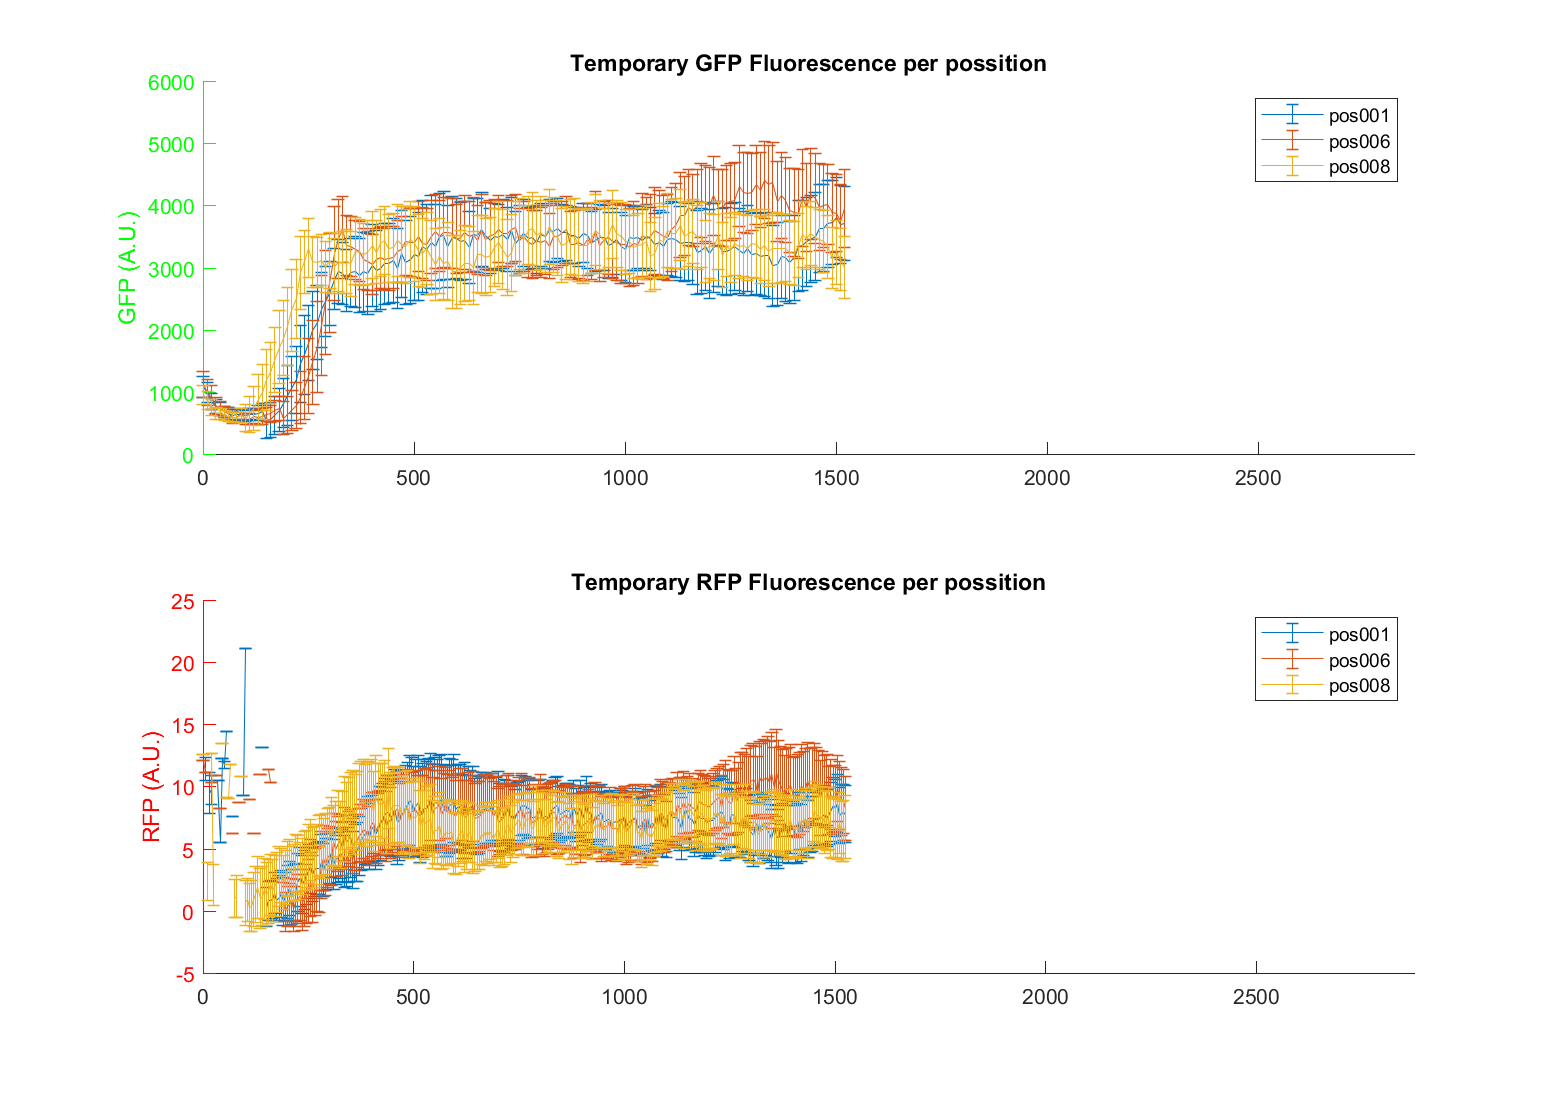 Temporary GFP Fluorescence per possition
6000
5000
4000
3000
2000
1000
0
GFP (A.U.)
pos001
pos006
pos008
0 500 1000 1500 2000 2500
Temporary RFP Fluorescence per possition
25
20
15
10
5
0
-5
RFP (A.U.)
pos001
pos006
pos008
0 500 1000 1500 2000 2500